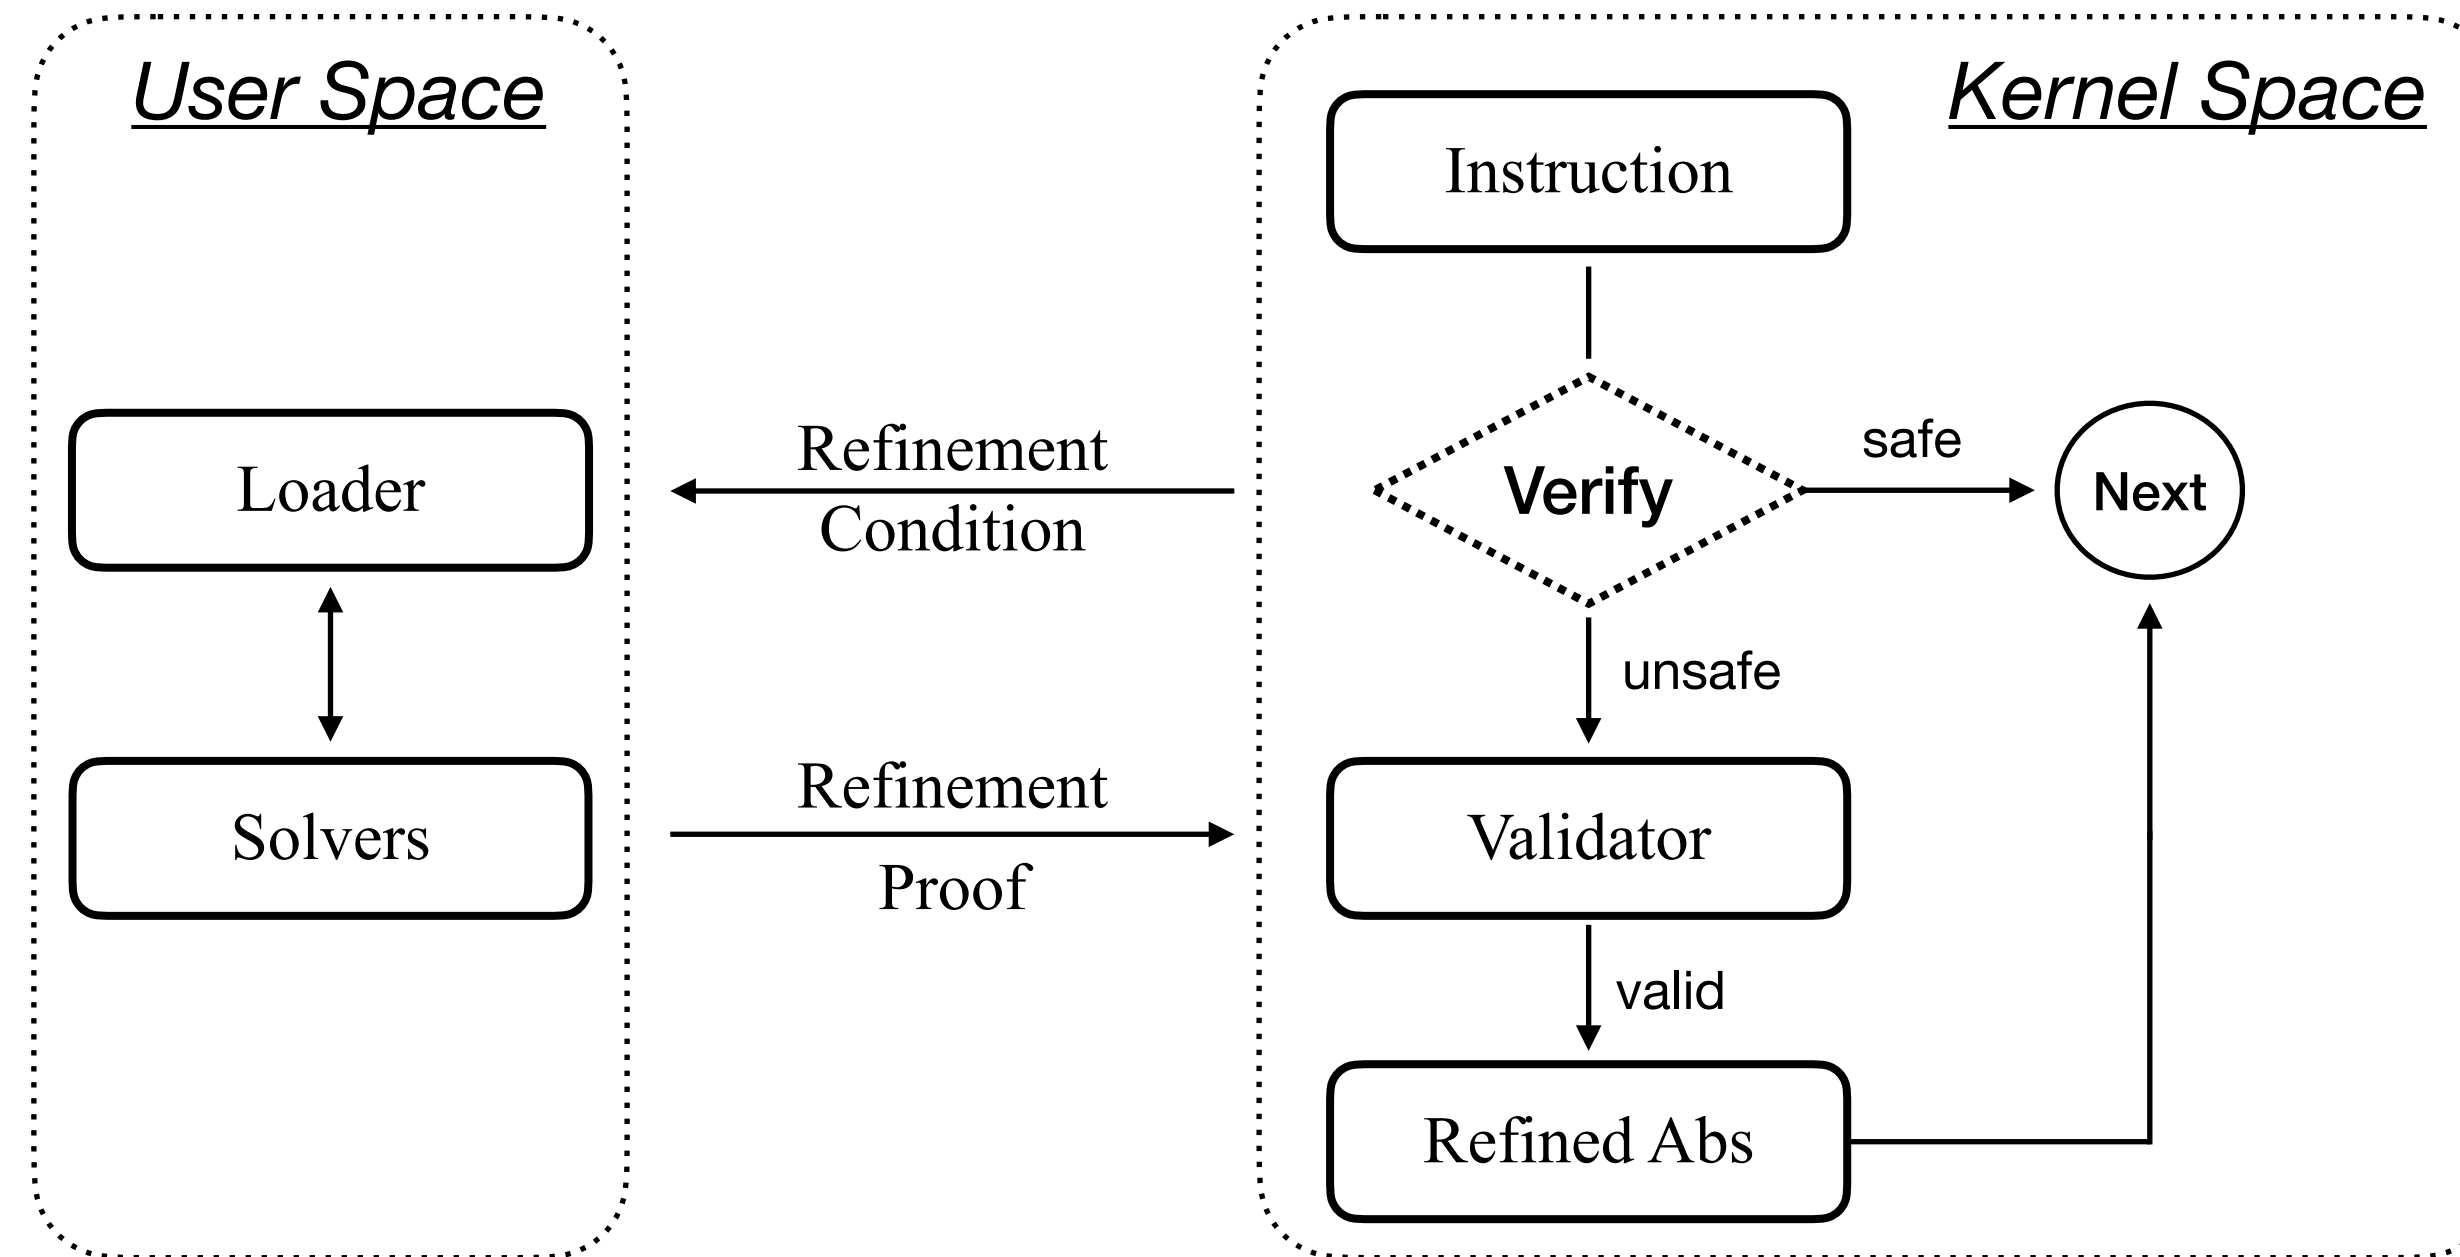 User Space
Kernel Space
Instruction
Loader
Refinement
Condition
Verify
safe
Next
unsafe
Solvers
Refinement
Proof
Validator
valid
Refined Abs